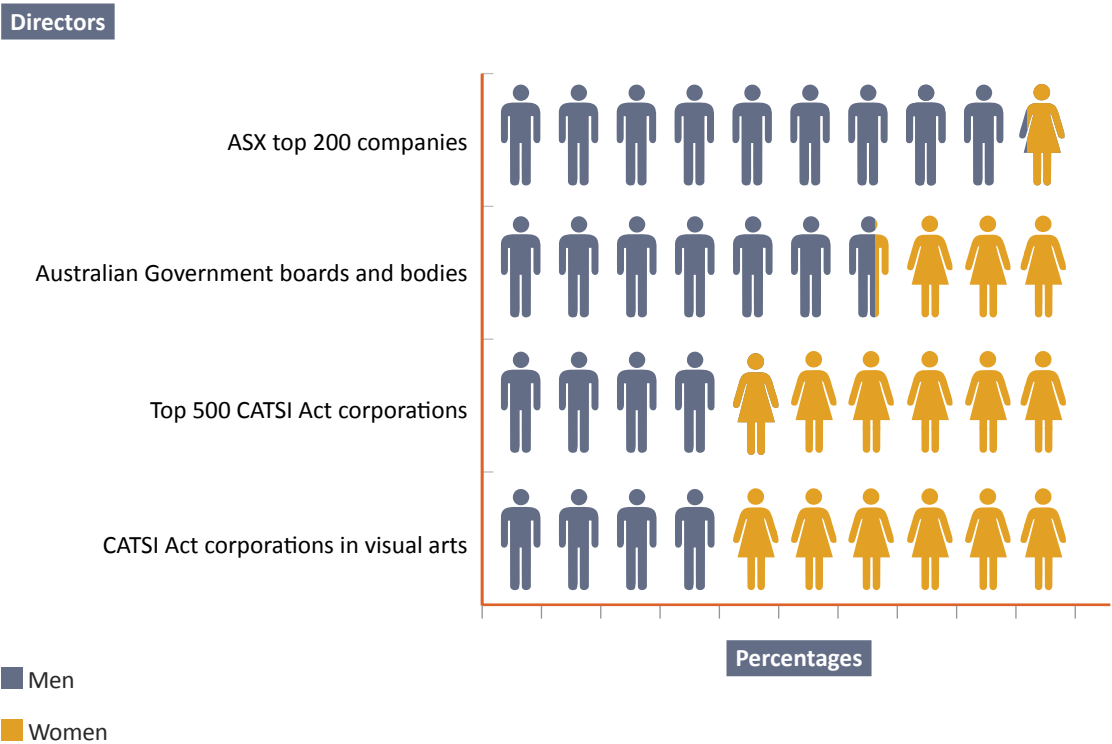 Directors
ASX top 200 companies
Australian Government boards and bodies
Top 500 CATSI Act corporations
CATSI Act corporations in visual arts
Percentages
Men
Women